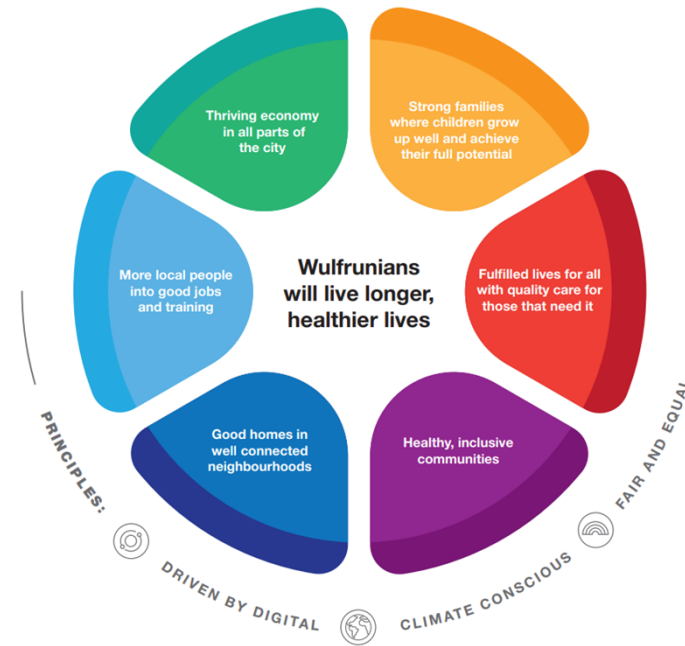 Thriving economy
in all parts of
the city
Strong families
where children grow
up well and achieve
their full potential
More local people
into good jobs
and training
Wulfrunians
will live longer,
healthier lives
Fulfilled lives for all
with quality care for
those that need it
Good homes in
well connected
neighbourhoods
Healthy, inclusive
communities
PRINCIPLES:
DRIVEN BY DIGITAL
CLIMATE CONSCIOUS
FAIR AND EQUAL